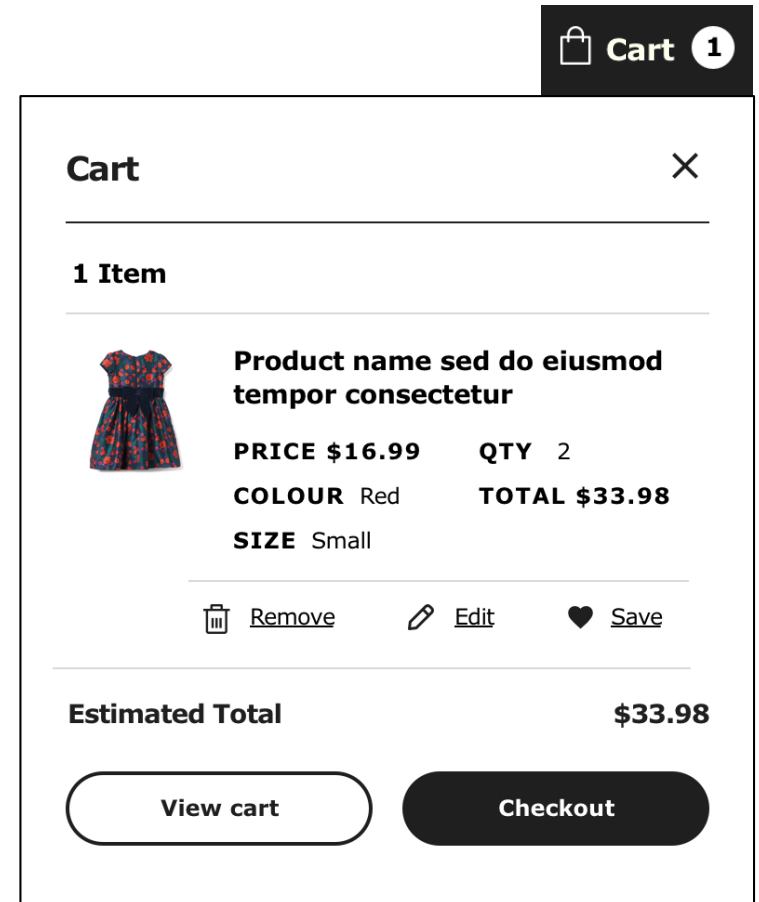 Cart 1
Cart
1 Item
Product name sed do eiusmod
tempor consectetur
PRICE $16.99 QTY 2
COLOUR Red TOTAL $33.98
SIZE Small
Remove Edit Save
Estimated Total $33.98
View cart Checkout